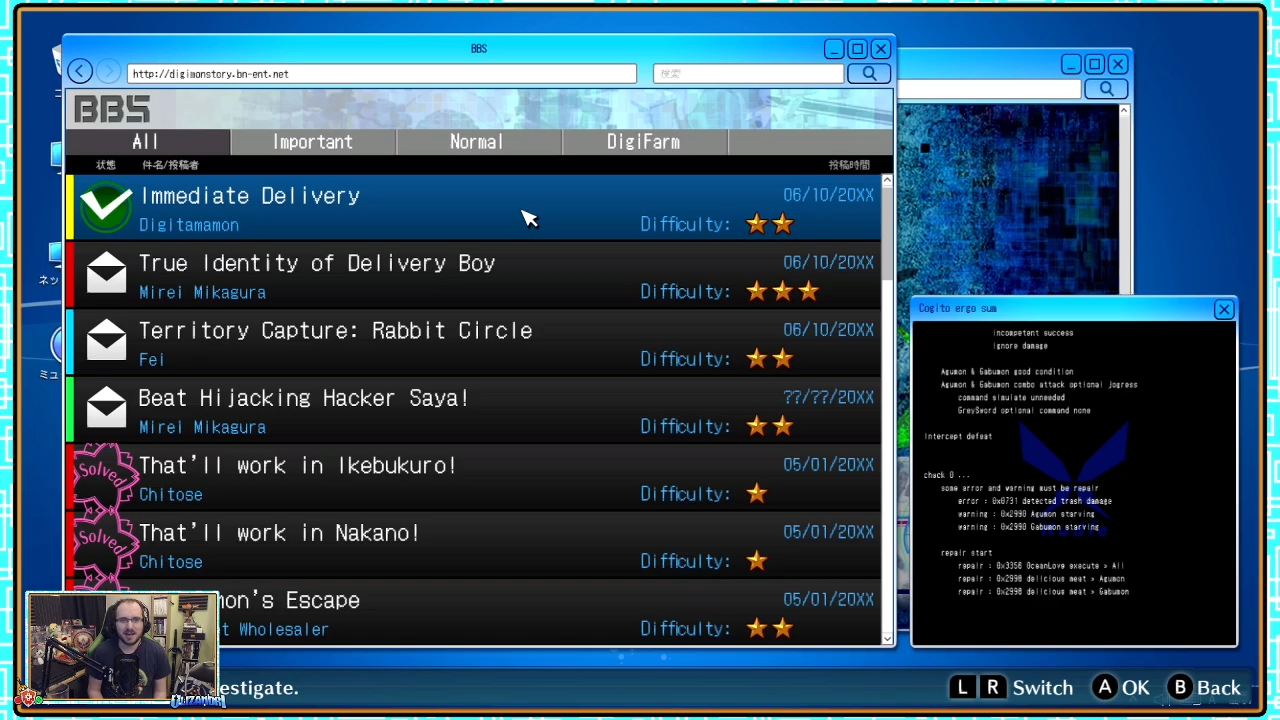 BBS
http://digimonstory.bn-ent.net
検索
BBS
All Important Normal DigiFarm
状態 件名/投稿者 投稿時間
Immediate Delivery 06/10/20XX
Digitamamon Difficulty:
True Identity of Delivery Boy 06/10/20XX
Mirei Mikagura Difficulty:
Territory Capture: Rabbit Circle 06/10/20XX
Fei Difficulty:
Beat Hijacking Hacker Saya! ??/??/20XX
Mirei Mikagura Difficulty:
Solved That'll work in Ikebukuro! 05/01/20XX
Chitose Difficulty:
Solved That'll work in Nakano! 05/01/20XX
Chitose Difficulty:
mon's Escape 05/01/20XX
t Wholesaler Difficulty:
Cogito ergo sum
incompetent success
ignore damage
Agumon & Gabumon good condition
Agumon & Gabumon combo attack optional jogress
command simulate unneeded
GreySword optional command none
intercept defeat
chack 0 ...
some error and warning must be repair
error : 0x0731 detected trash damage
warning : 0x2990 Agumon starving
warning : 0x2990 Gabumon starving
repair start
repair : 0x3356 OceanLove execute > All
repair : 0x2990 delicious meat > Agumon
repair : 0x2990 delicious meat > Gabumon
estigate.
L R Switch A OK B Back